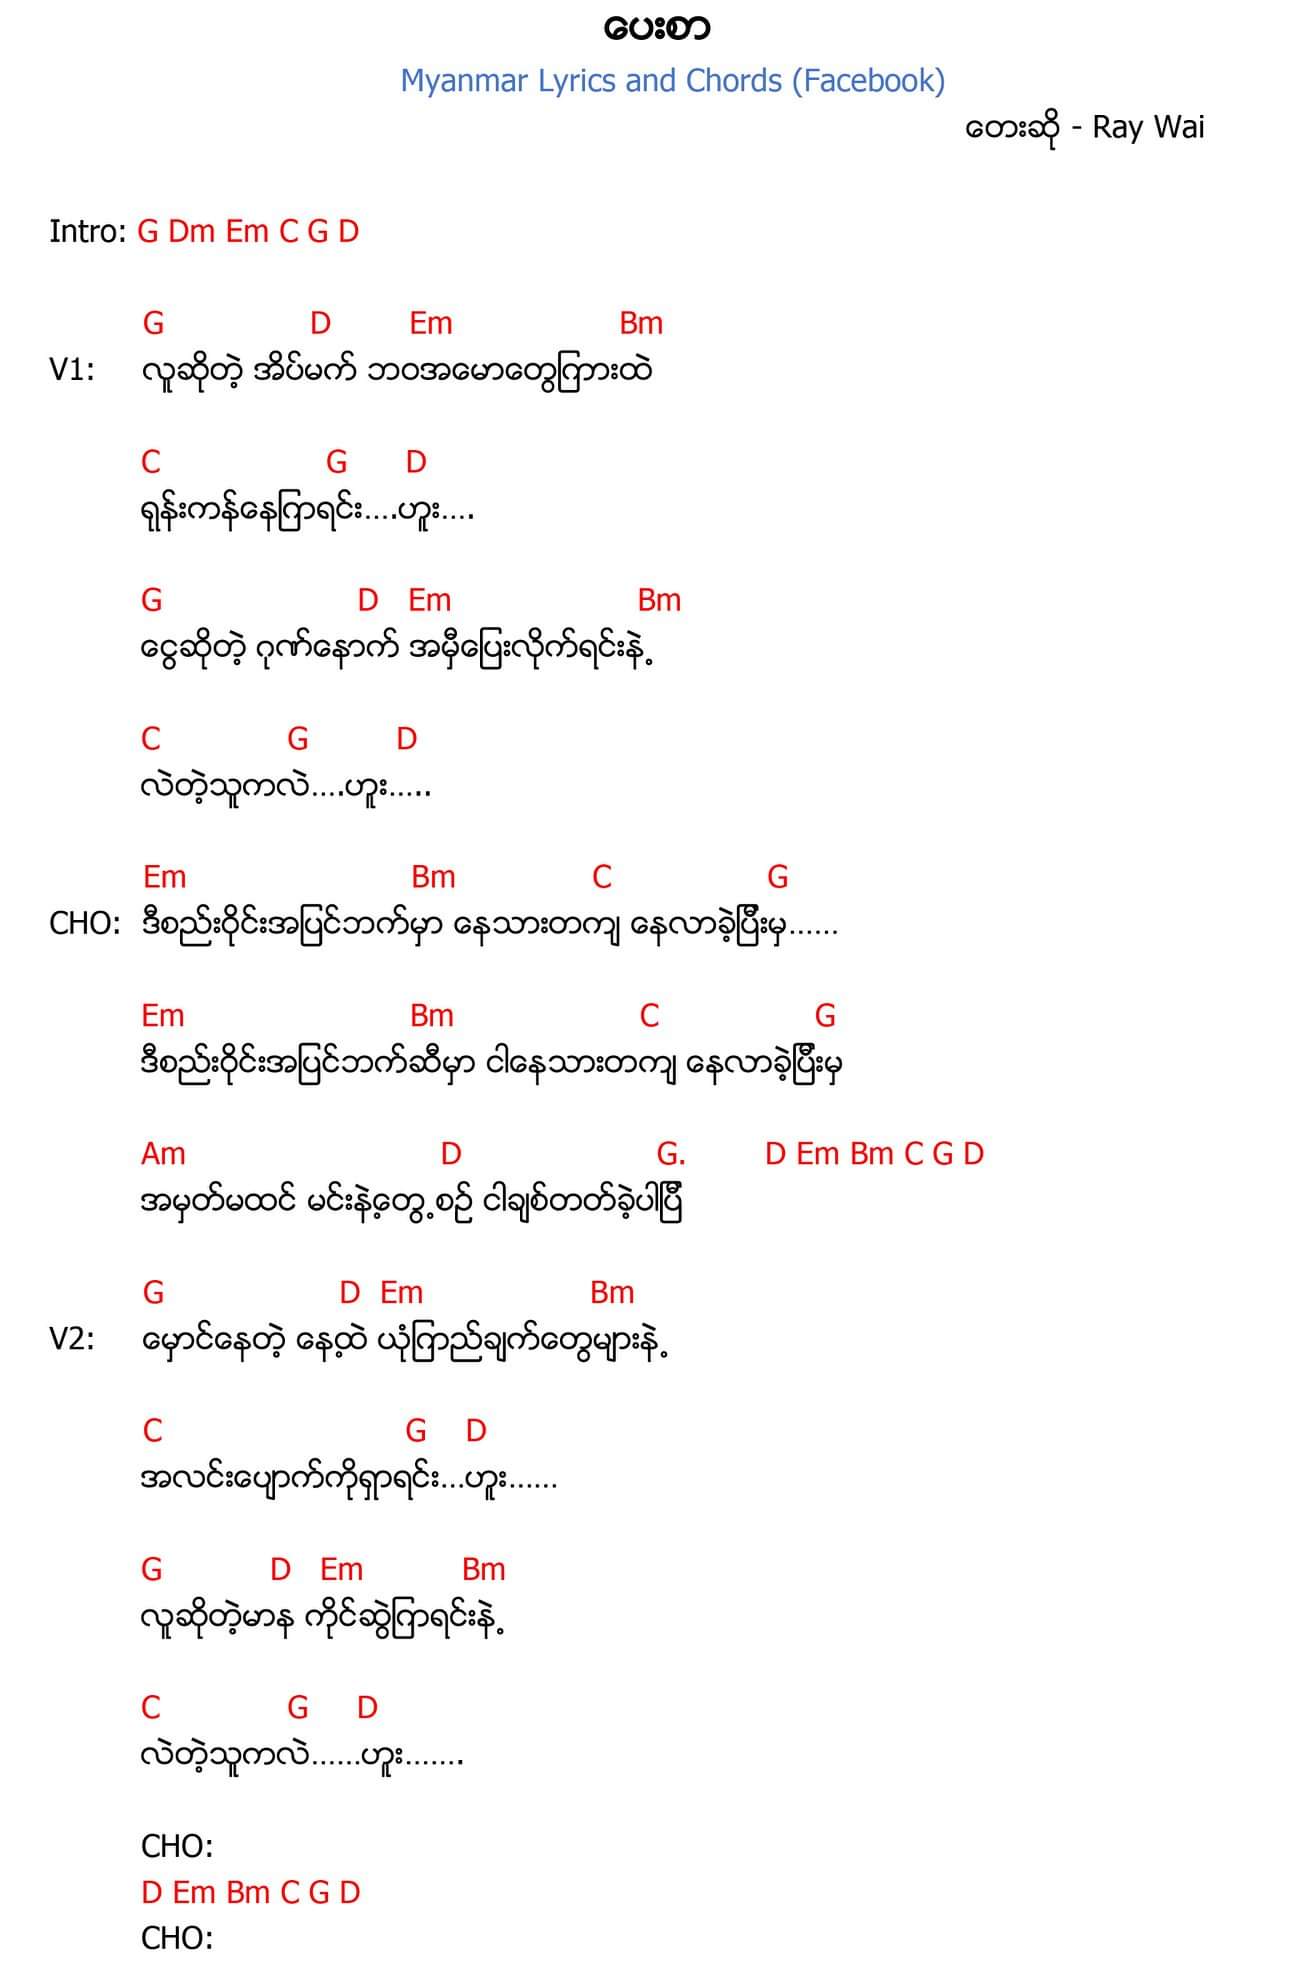 ပေးစာ
Myanmar Lyrics and Chords (Facebook)
တေးဆို - Ray Wai
Intro: G Dm Em C G D
G D Em Bm
V1: လူဆိုတဲ့ အိပ်မက် ဘဝအမောတွေကြားထဲ
C G D
ရုန်းကန်နေကြရင်း....ဟူး....
G D Em Bm
ငွေဆိုတဲ့ ဂုဏ်နောက် အမှီပြေးလိုက်ရင်းနဲ့
C G D
လဲတဲ့သူကလဲ....ဟူး.....
Em Bm C G
CHO: ဒီစည်းဝိုင်းအပြင်ဘက်မှာ နေသားတကျ နေလာခဲ့ပြီးမှ......
Em Bm C G
ဒီစည်းဝိုင်းအပြင်ဘက်ဆီမှာ ငါနေသားတကျ နေလာခဲ့ပြီးမှ
Am D G. D Em Bm C G D
အမှတ်မထင် မင်းနဲ့တွေ့စဉ် ငါချစ်တတ်ခဲ့ပါပြီ
G D Em Bm
V2: မှောင်နေတဲ့ နေ့ထဲ ယုံကြည်ချက်တွေများနဲ့
C G D
အလင်းပျောက်ကိုရှာရင်း...ဟူး......
G D Em Bm
လူဆိုတဲ့မာန ကိုင်ဆွဲကြရင်းနဲ့
C G D
လဲတဲ့သူကလဲ......ဟူး.......
CHO:
D Em Bm C G D
CHO: